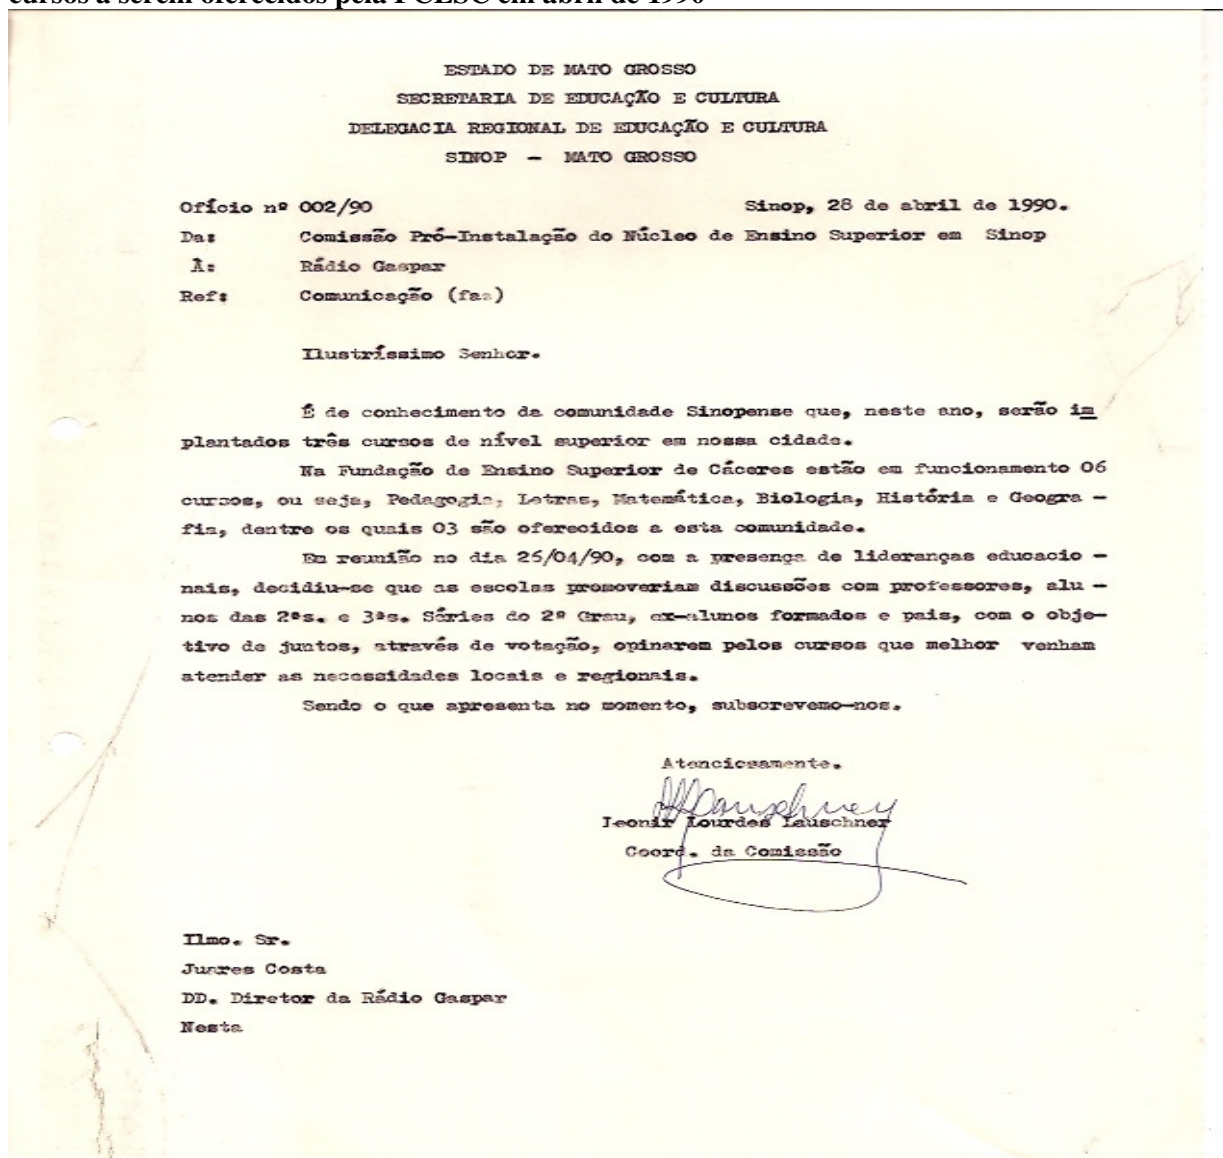 cursos a serem oferecidos pela FCESC em abril de 1990
ESTADO DE MATO GROSSO
SECRETARIA DE EDUCAÇÃO E CULTURA
DELEGACIA REGIONAL DE EDUCAÇÃO E CULTURA
SINOP - MATO GROSSO
Ofício nº 002/90 Sinop, 28 de abril de 1990.
Da: Comissão Pró-Instalação do Núcleo de Ensino Superior em Sinop
À: Rádio Gaspar
Ref: Comunicação (faz)
Ilustríssimo Senhor.
É de conhecimento da comunidade Sinopense que, neste ano, serão im
plantados três cursos de nível superior em nossa cidade.
Na Fundação de Ensino Superior de Cáceres estão em funcionamento 06
cursos, ou seja, Pedagogia, Letras, Matemática, Biologia, História e Geogra -
fia, dentre os quais 03 são oferecidos a esta comunidade.
Em reunião no dia 25/04/90, com a presença de lideranças educacio -
nais, decidiu-se que as escolas promoveriam discussões com professores, alu -
nos das 2ªs. e 3ªs. Séries do 2º Grau, ex-alunos formados e pais, com o obje-
tivo de juntos, através de votação, opinarem pelos cursos que melhor venham
atender as necessidades locais e regionais.
Sendo o que apresenta no momento, subscrevemo-nos.
Atenciosamente.
Leonir Lourdes Lauschner
Coord. da Comissão
Ilmo. Sr.
Juares Costa
DD. Diretor da Rádio Gaspar
Nesta